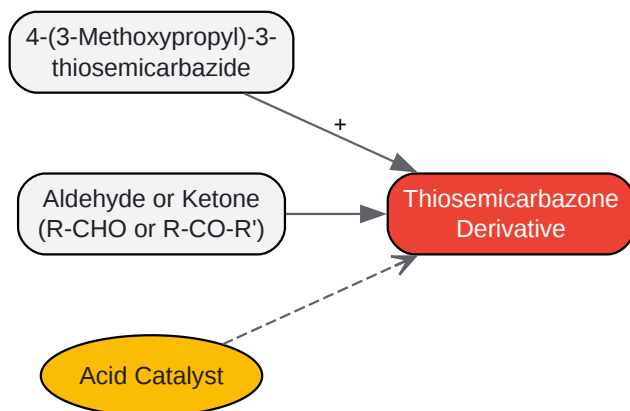 4-(3-Methoxypropyl)-3-
thiosemicarbazide
+
Aldehyde or Ketone
(R-CHO or R-CO-R')
Thiosemicarbazone
Derivative
Acid Catalyst